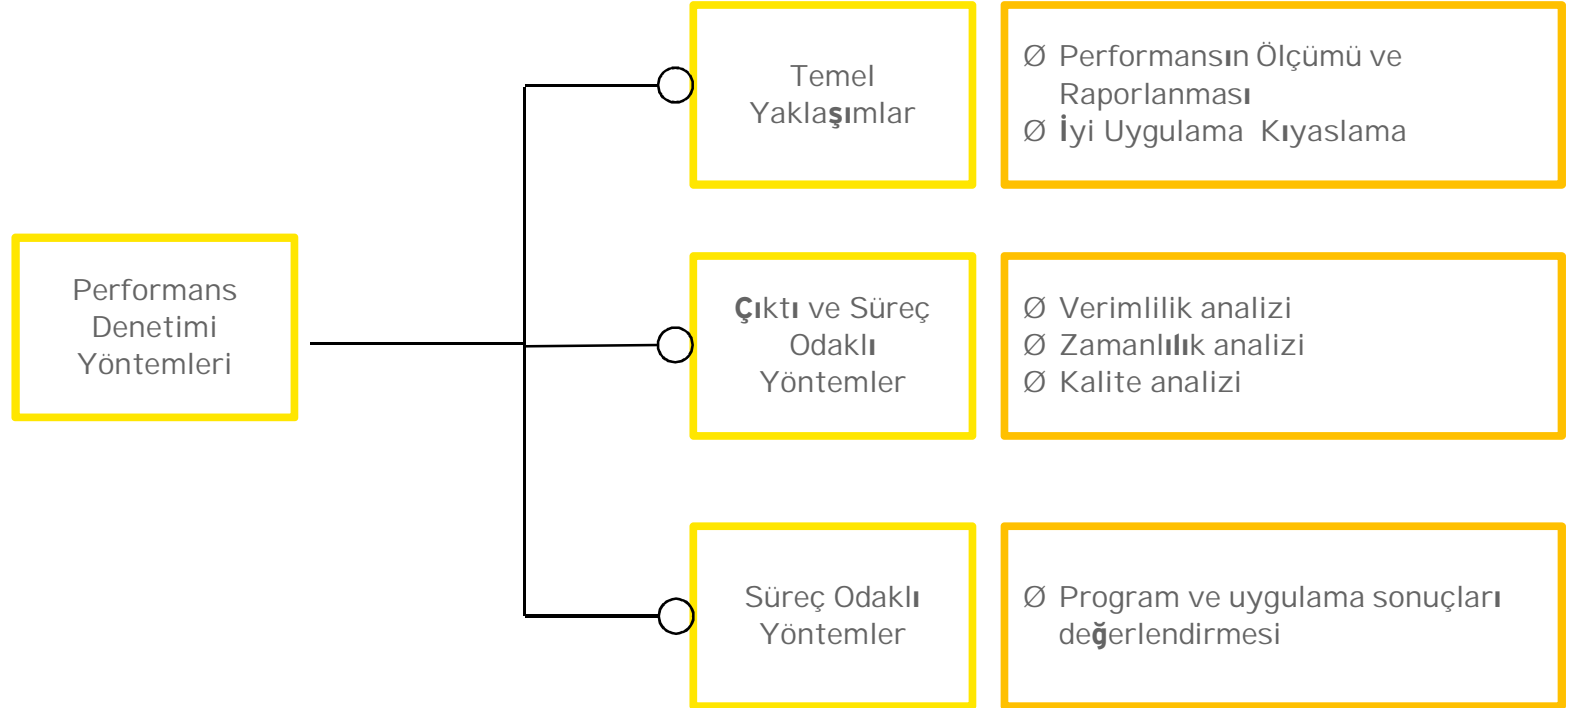 Performans
Denetimi
Yöntemleri
Temel
Yaklaşımlar
Ø Performansın Ölçümü ve
Raporlanması
Ø İyi Uygulama Kıyaslama
Çıktı ve Süreç
Odaklı
Yöntemler
Ø Verimlilik analizi
Ø Zamanlılık analizi
Ø Kalite analizi
Süreç Odaklı
Yöntemler
Ø Program ve uygulama sonuçları
değerlendirmesi